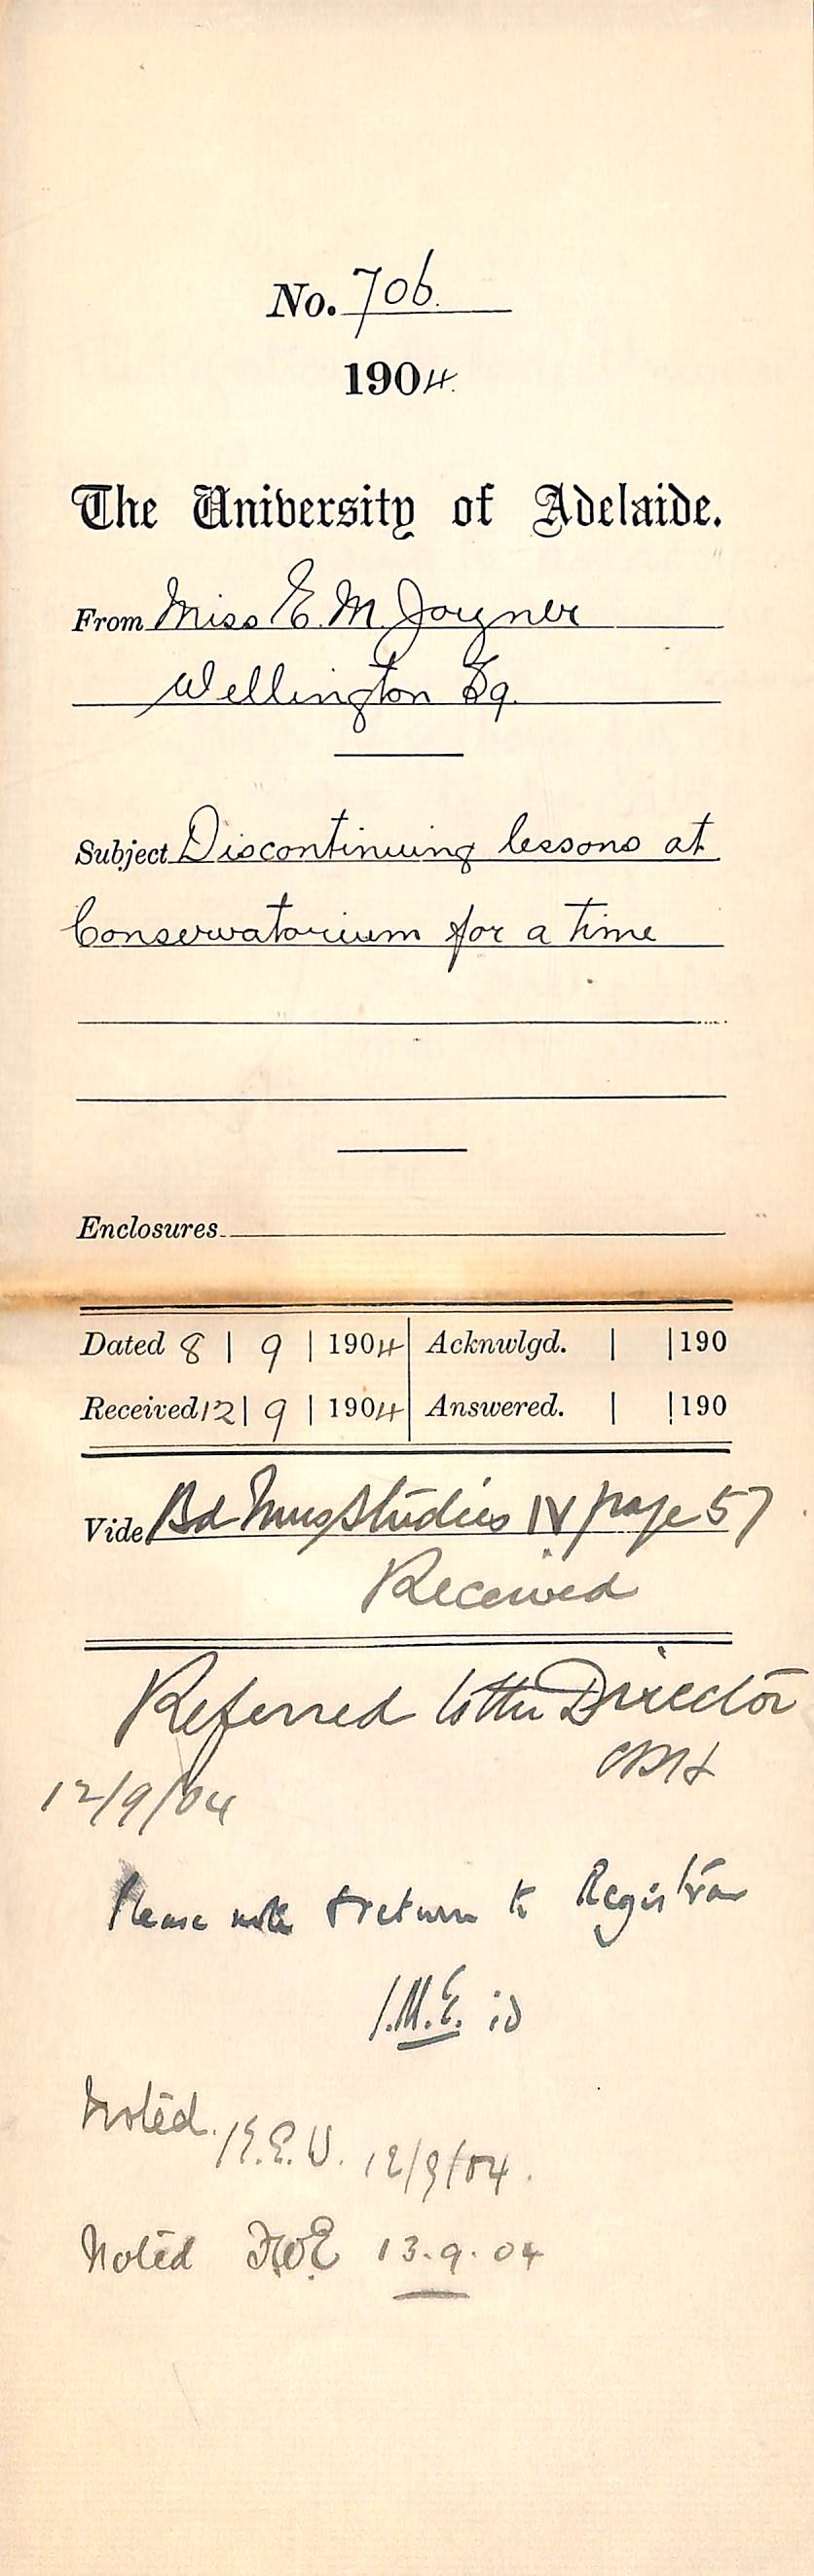 No. 706.
1904.
The University of Adelaide.
From Miss E. M. Joyner
Wellington Sq.
Subject Discontinuing lessons at
Conservatorium for a time
Enclosures
Dated 8 | 9 | 1904 Acknwlgd. | | 190
Received 12 | 9 | 1904 Answered. | | 190
Vide Bd Mus Studies IV page 57
Received
Referred to the Director
12/9/04
Please note & return to Registrar
Noted. 12/9/04.
Noted 13.9.04